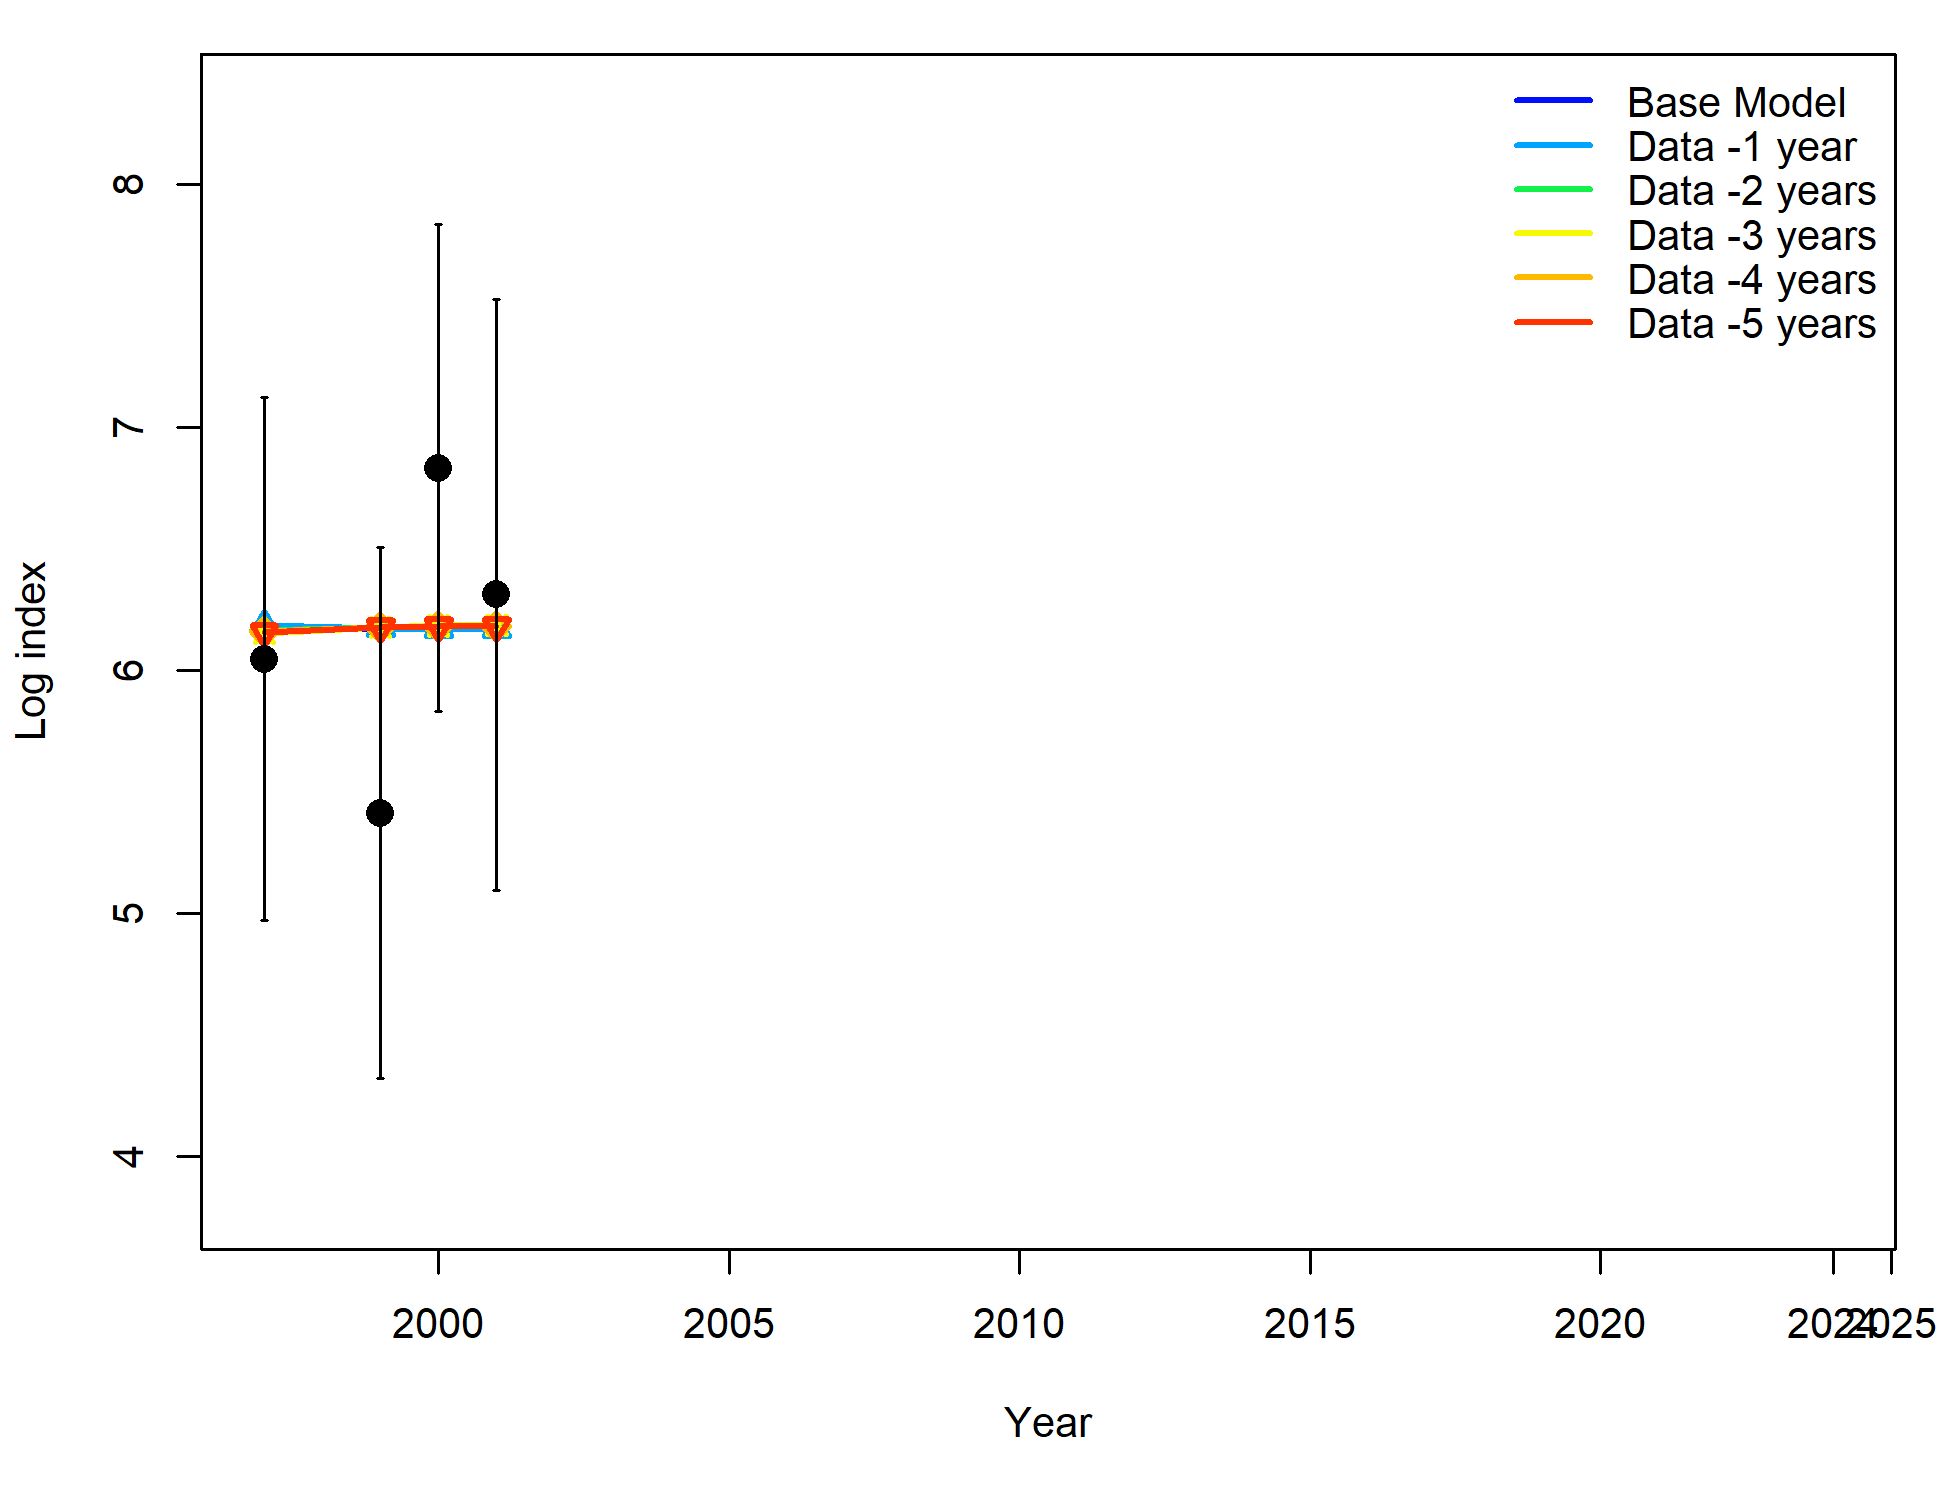 Base Model
Data -1 year
Data -2 years
Data -3 years
Data -4 years
Data -5 years
8
7
6
5
4
Log index
2000 2005 2010 2015 2020 2024 2025
Year